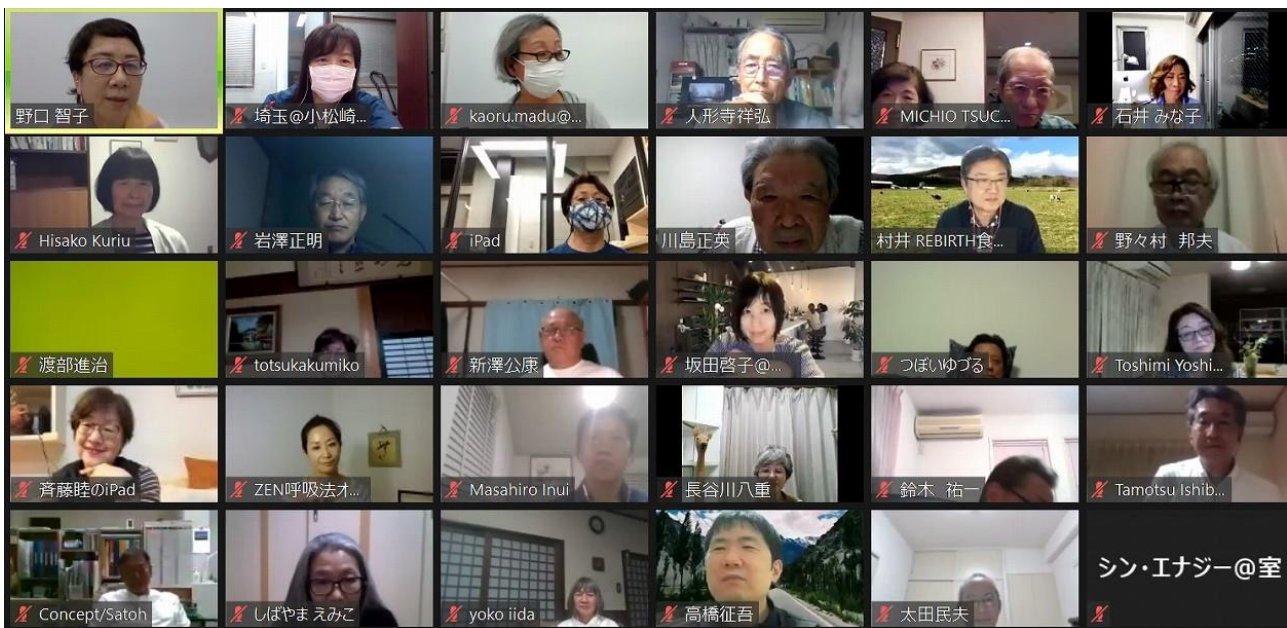 野口 智子
埼玉@小松崎...
kaoru.madu@...
人形寺祥弘
MICHIO TSUC...
石井 みな子
Hisako Kuriu
岩澤正明
iPad
川島正英
村井 REBIRTH食...
野々村 邦夫
渡部進治
totsukakumiko
新澤公康
坂田啓子@...
つぼいゆづる
Toshimi Yoshi...
斉藤睦のiPad
ZEN呼吸法オ...
Masahiro Inui
長谷川八重
鈴木 祐一
Tamotsu Ishib...
Concept/Satoh
しばやま えみこ
yoko iida
高橋征吾
太田民夫
シン・エナジー@室